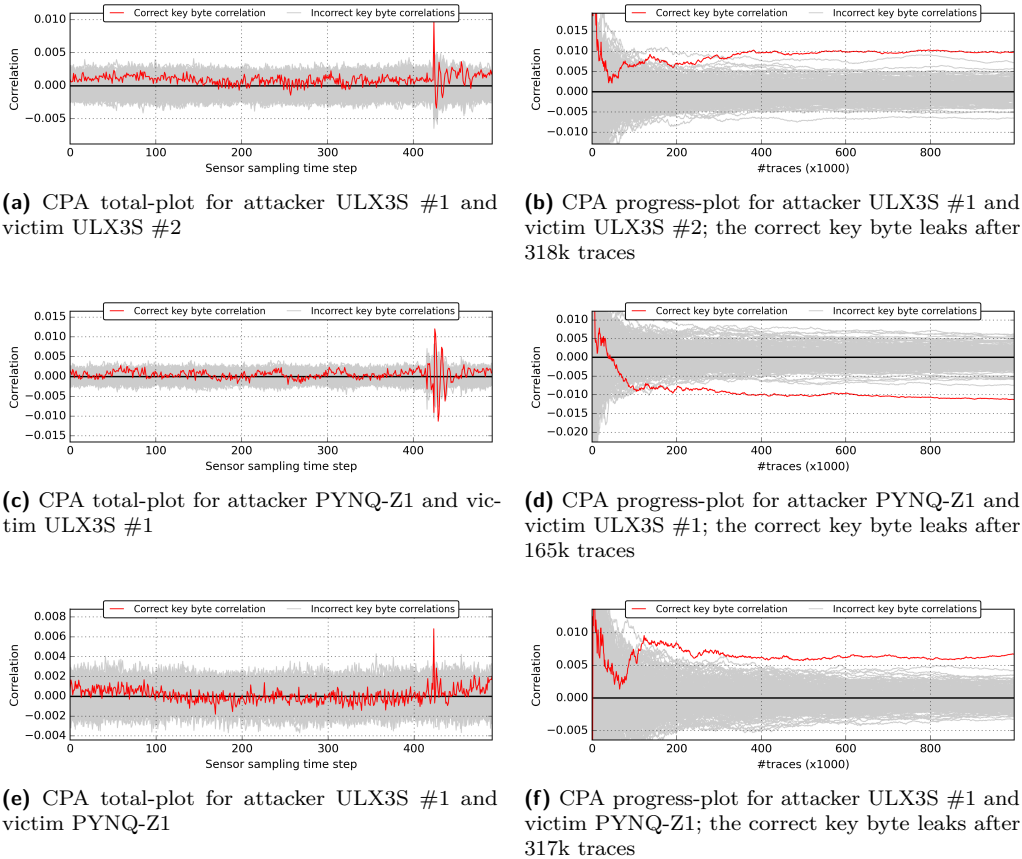 Correct key byte correlation Incorrect key byte correlations
0.010
0.005
0.000
−0.005
Correlation
0 100 200 300 400
Sensor sampling time step
(a) CPA total-plot for attacker ULX3S #1 and
victim ULX3S #2
Correct key byte correlation Incorrect key byte correlations
0.015
0.010
0.005
0.000
−0.005
−0.010
Correlation
0 200 400 600 800
#traces (x1000)
(b) CPA progress-plot for attacker ULX3S #1 and
victim ULX3S #2; the correct key byte leaks after
318k traces
Correct key byte correlation Incorrect key byte correlations
0.015
0.010
0.005
0.000
−0.005
−0.010
−0.015
Correlation
0 100 200 300 400
Sensor sampling time step
(c) CPA total-plot for attacker PYNQ-Z1 and vic-
tim ULX3S #1
Correct key byte correlation Incorrect key byte correlations
0.010
0.005
0.000
−0.005
−0.010
−0.015
−0.020
Correlation
0 200 400 600 800
#traces (x1000)
(d) CPA progress-plot for attacker PYNQ-Z1 and
victim ULX3S #1; the correct key byte leaks after
165k traces
Correct key byte correlation Incorrect key byte correlations
0.008
0.006
0.004
0.002
0.000
−0.002
−0.004
Correlation
0 100 200 300 400
Sensor sampling time step
(e) CPA total-plot for attacker ULX3S #1 and
victim PYNQ-Z1
Correct key byte correlation Incorrect key byte correlations
0.010
0.005
0.000
−0.005
Correlation
0 200 400 600 800
#traces (x1000)
(f) CPA progress-plot for attacker ULX3S #1 and
victim PYNQ-Z1; the correct key byte leaks after
317k traces